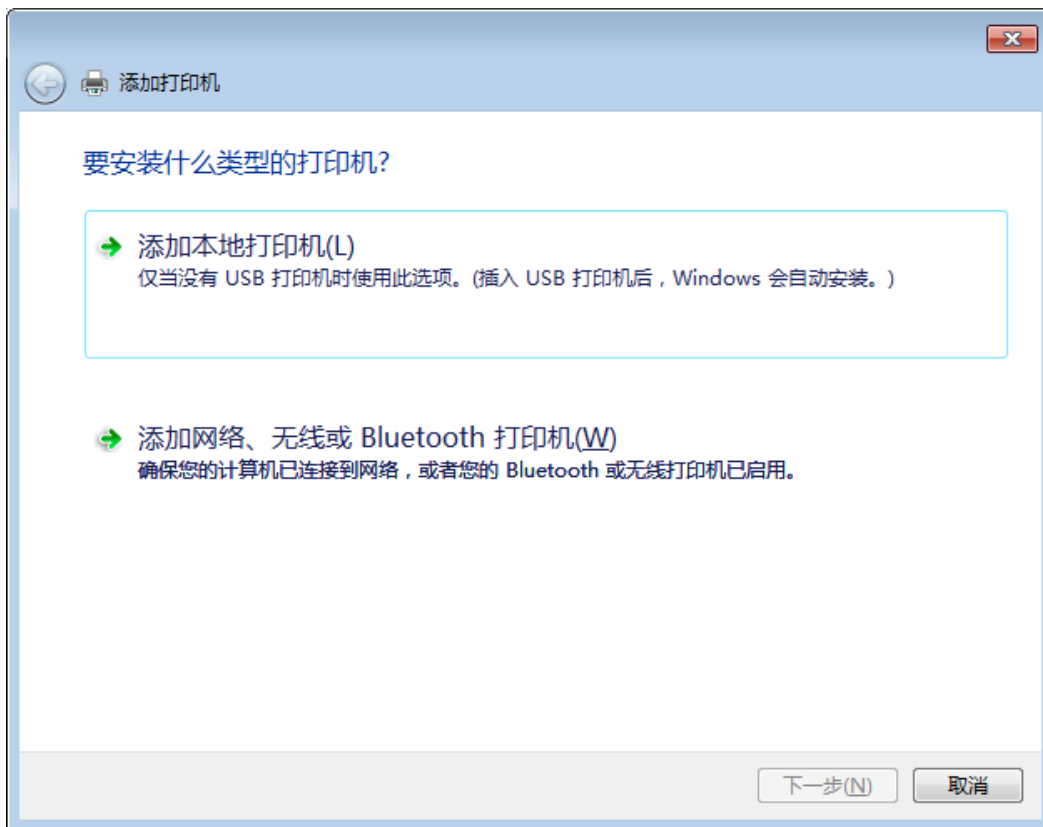 添加打印机
要安装什么类型的打印机?
添加本地打印机(L)
仅当没有 USB 打印机时使用此选项。(插入 USB 打印机后，Windows 会自动安装。)
添加网络、无线或 Bluetooth 打印机(W)
确保您的计算机已连接到网络，或者您的 Bluetooth 或无线打印机已启用。
下一步(N)
取消